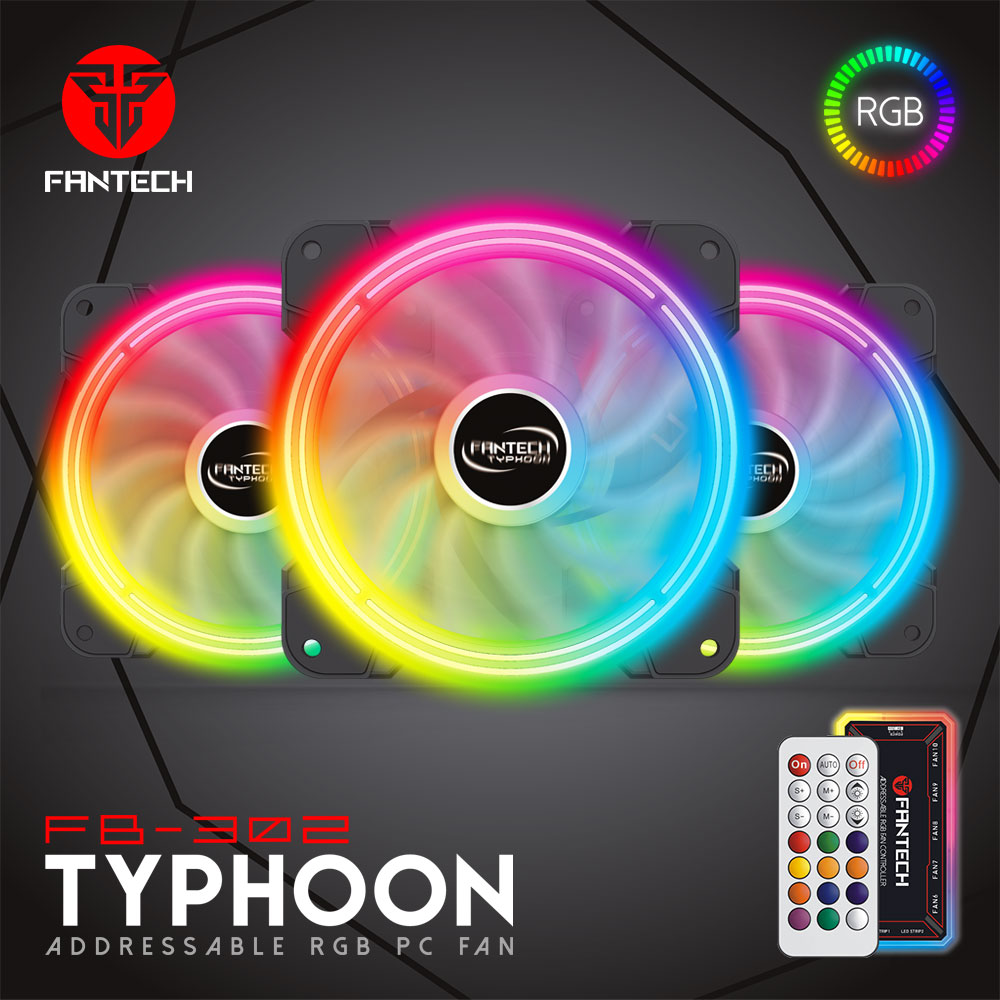 FANTECH
RGB
FANTECH
TYPHOON
FANTECH
TYPHOON
FANTECH
TYPHOON
FB-302
TYPHOON
ADDRESSABLE RGB PC FAN
On AUTO Off
S+ M+
S- M-
FANTECH
ADDRESSABLE RGB FAN CONTROLLER
FAN10
FAN9
FAN8
FAN7
FAN6
LED STRIP2